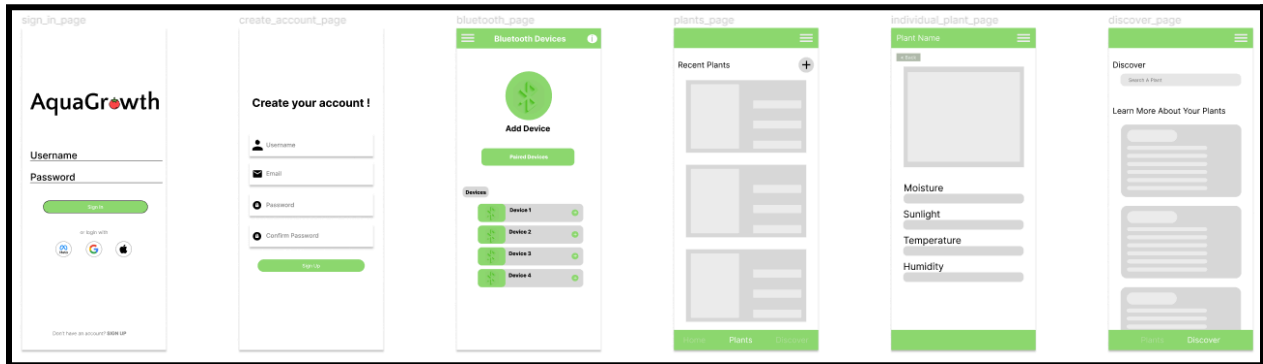 sign_in_page
AquaGrowth
Username
Password
Sign In
or login with
Meta
Don't have an account? SIGN UP
create_account_page
Create your account !
Username
Email
Password
Confirm Password
Sign Up
bluetooth_page
Bluetooth Devices
Add Device
Paired Devices
Devices
Device 1
Device 2
Device 3
Device 4
plants_page
Recent Plants
Home Plants Discover
individual_plant_page
Plant Name
Moisture
Sunlight
Temperature
Humidity
discover_page
Discover
Search A Plant
Learn More About Your Plants
Plants Discover